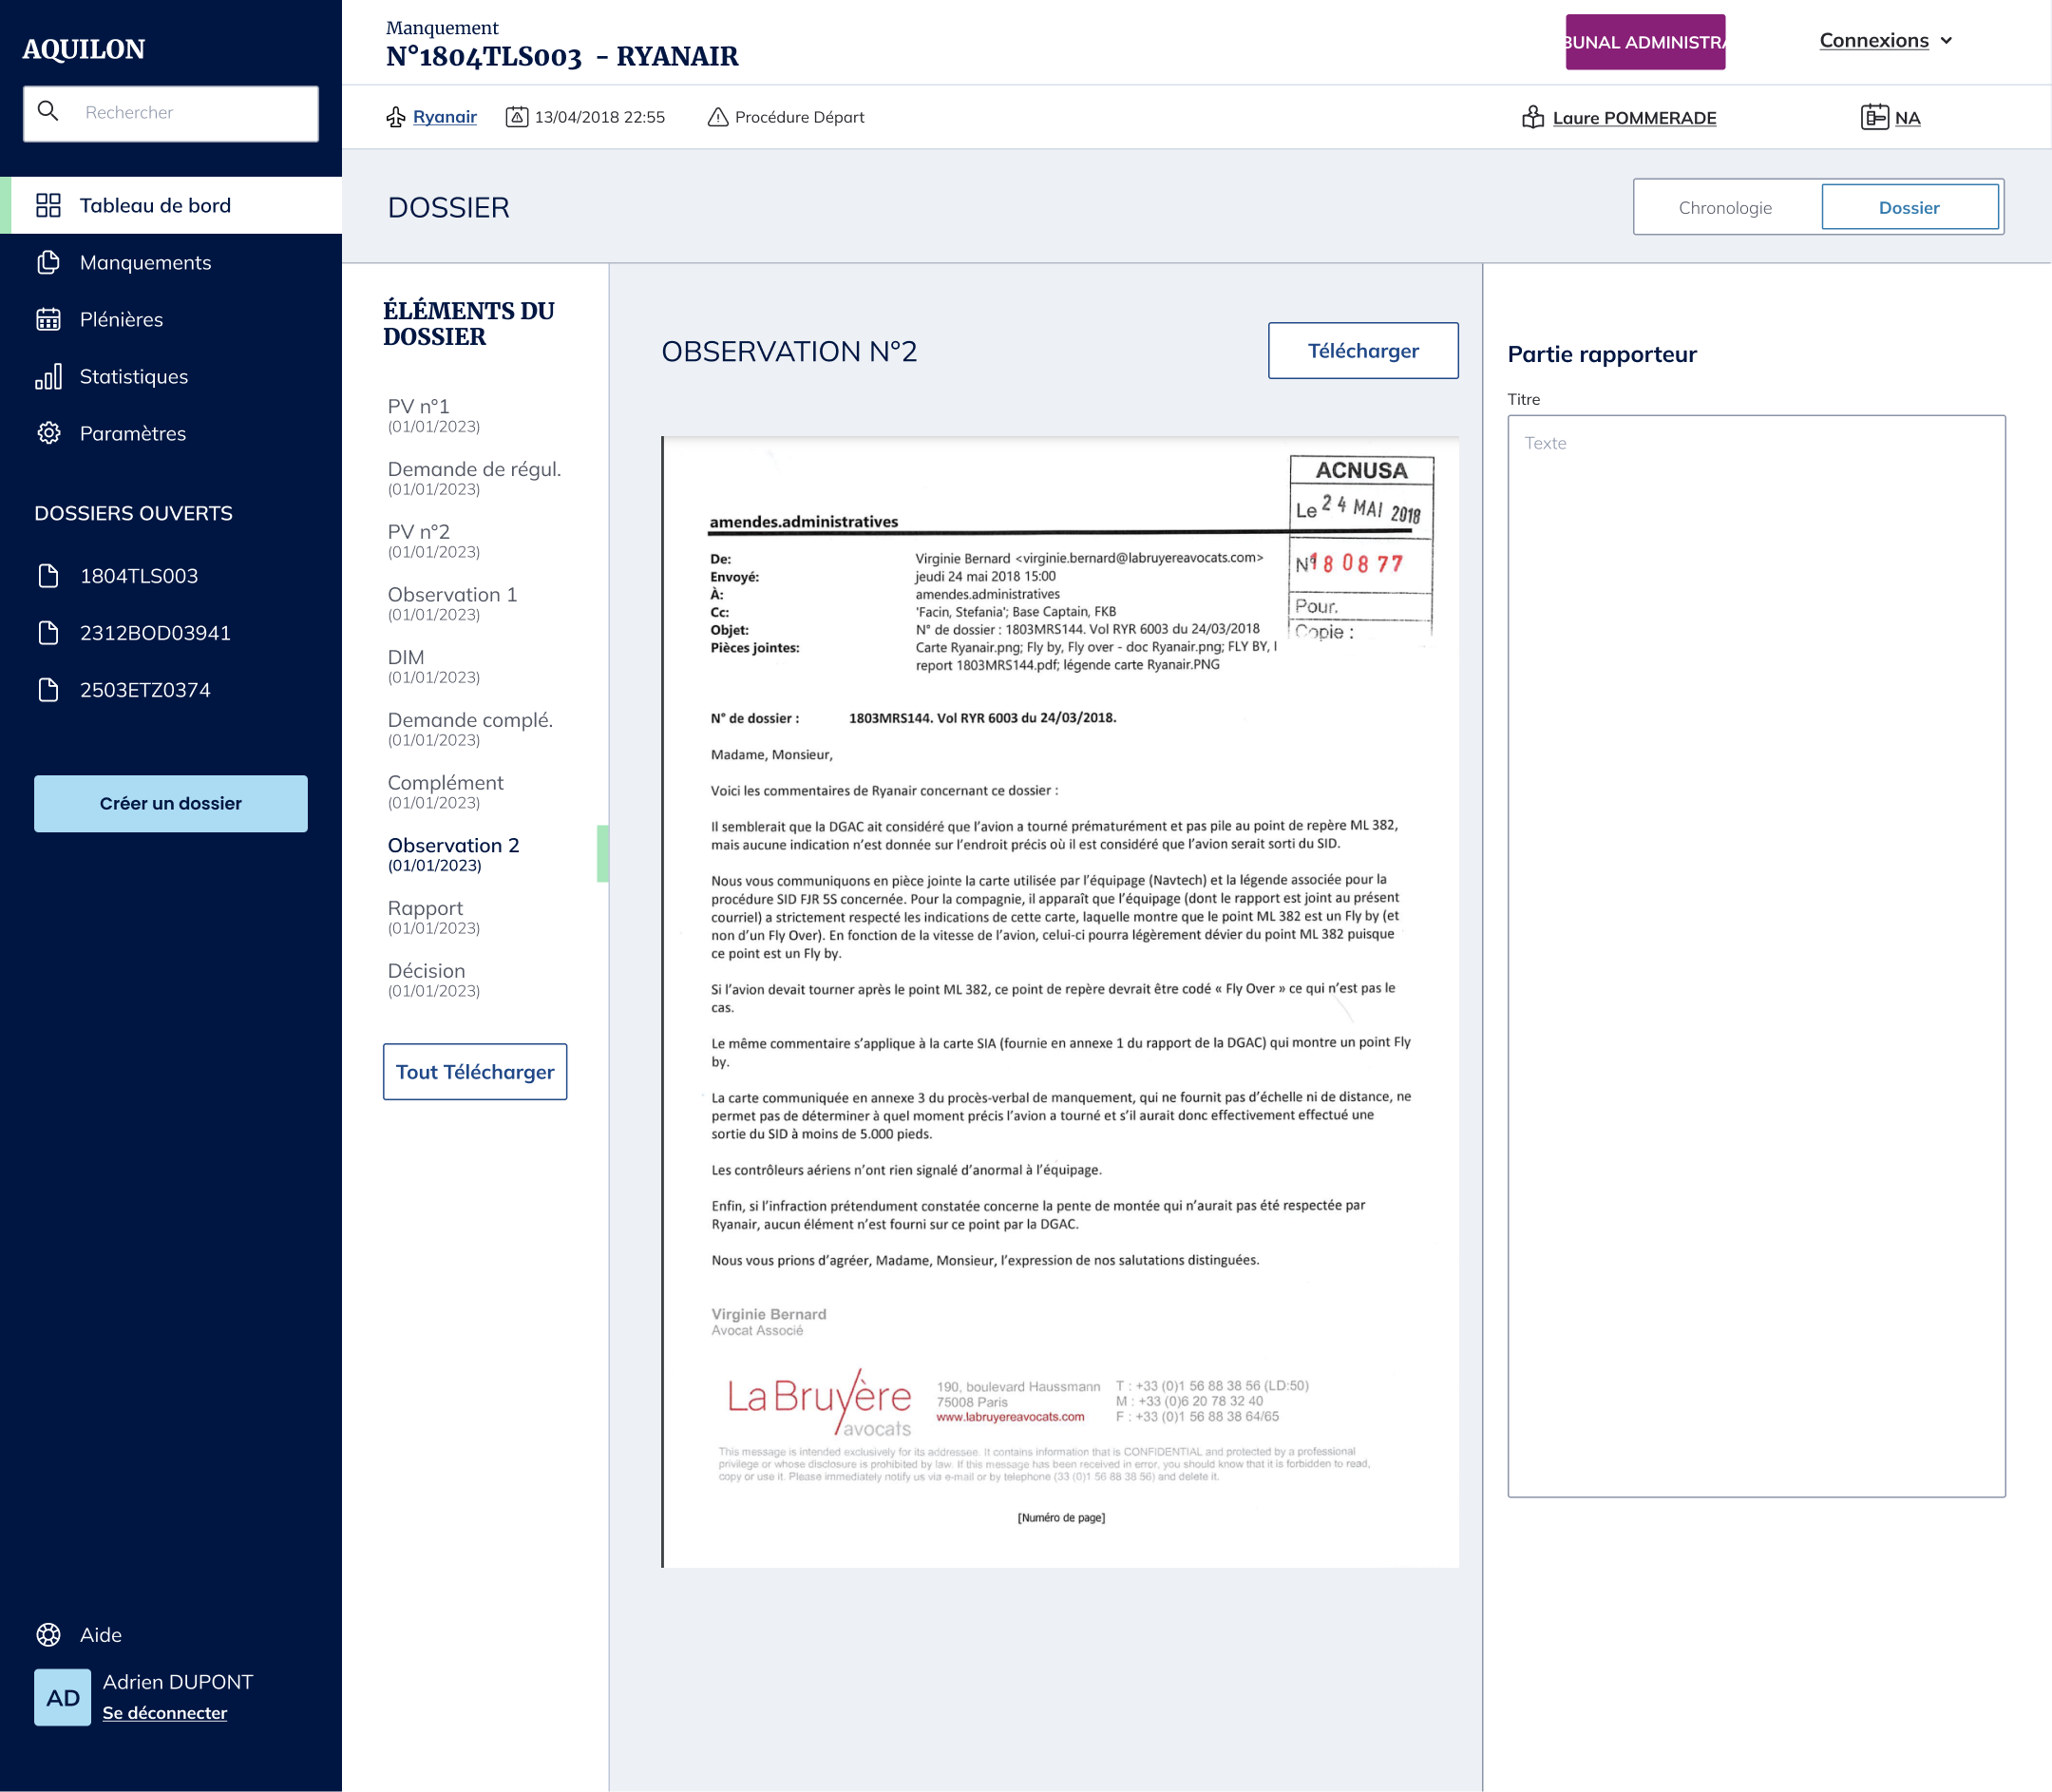 AQUILON
Rechercher
Tableau de bord
Manquements
Plénières
Statistiques
Paramètres
DOSSIERS OUVERTS
1804TLS003
2312BOD03941
2503ETZ0374
Créer un dossier
Aide
AD
Adrien DUPONT
Se déconnecter
Manquement
N°1804TLS003 - RYANAIR
BUNAL ADMINISTRA
Connexions
Ryanair
13/04/2018 22:55
Procédure Départ
Laure POMMERADE
NA
DOSSIER
Chronologie
Dossier
ÉLÉMENTS DU
DOSSIER
PV n°1
(01/01/2023)
Demande de régul.
(01/01/2023)
PV n°2
(01/01/2023)
Observation 1
(01/01/2023)
DIM
(01/01/2023)
Demande complé.
(01/01/2023)
Complément
(01/01/2023)
Observation 2
(01/01/2023)
Rapport
(01/01/2023)
Décision
(01/01/2023)
Tout Télécharger
OBSERVATION N°2
Télécharger
ACNUSA
Le 24 MAI 2018
N° 180877
Pour.
Copie :
amendes.administratives
De: Virginie Bernard <virginie.bernard@labruyereavocats.com>
Envoyé: jeudi 24 mai 2018 15:00
À: amendes.administratives
Cc: 'Facin, Stefania'; Base Captain, FKB
Objet: N° de dossier : 1803MRS144. Vol RYR 6003 du 24/03/2018
Pièces jointes: Carte Ryanair.png; Fly by, Fly over - doc Ryanair.png; FLY BY, I
report 1803MRS144.pdf; légende carte Ryanair.PNG
N° de dossier : 1803MRS144. Vol RYR 6003 du 24/03/2018.
Madame, Monsieur,
Voici les commentaires de Ryanair concernant ce dossier :
Il semblerait que la DGAC ait considéré que l'avion a tourné prématurément et pas pile au point de repère ML 382,
mais aucune indication n'est donnée sur l'endroit précis où il est considéré que l'avion serait sorti du SID.
Nous vous communiquons en pièce jointe la carte utilisée par l'équipage (Navtech) et la légende associée pour la
procédure SID FJR 5S concernée. Pour la compagnie, il apparaît que l'équipage (dont le rapport est joint au présent
courriel) a strictement respecté les indications de cette carte, laquelle montre que le point ML 382 est un Fly by (et
non d'un Fly Over). En fonction de la vitesse de l'avion, celui-ci pourra légèrement dévier du point ML 382 puisque
ce point est un Fly by.
Si l'avion devait tourner après le point ML 382, ce point de repère devrait être codé « Fly Over » ce qui n'est pas le
cas.
Le même commentaire s'applique à la carte SIA (fournie en annexe 1 du rapport de la DGAC) qui montre un point Fly
by.
La carte communiquée en annexe 3 du procès-verbal de manquement, qui ne fournit pas d'échelle ni de distance, ne
permet pas de déterminer à quel moment précis l'avion a tourné et s'il aurait donc effectivement effectué une
sortie du SID à moins de 5.000 pieds.
Les contrôleurs aériens n'ont rien signalé d'anormal à l'équipage.
Enfin, si l'infraction prétendument constatée concerne la pente de montée qui n'aurait pas été respectée par
Ryanair, aucun élément n'est fourni sur ce point par la DGAC.
Nous vous prions d'agréer, Madame, Monsieur, l'expression de nos salutations distinguées.
Virginie Bernard
Avocat Associé
La Bruyère
avocats
190, boulevard Haussmann T : +33 (0)1 56 88 38 56 (LD:50)
75008 Paris M : +33 (0)6 20 78 32 40
www.labruyereavocats.com F : +33 (0)1 56 88 38 64/65
This message is intended exclusively for its addressee. It contains information that is CONFIDENTIAL and protected by a professional
privilege or whose disclosure is prohibited by law. If this message has been received in error, you should know that it is forbidden to read,
copy or use it. Please immediately notify us via e-mail or by telephone (33 (0)1 56 88 38 56) and delete it.
[Numéro de page]
Partie rapporteur
Titre
Texte